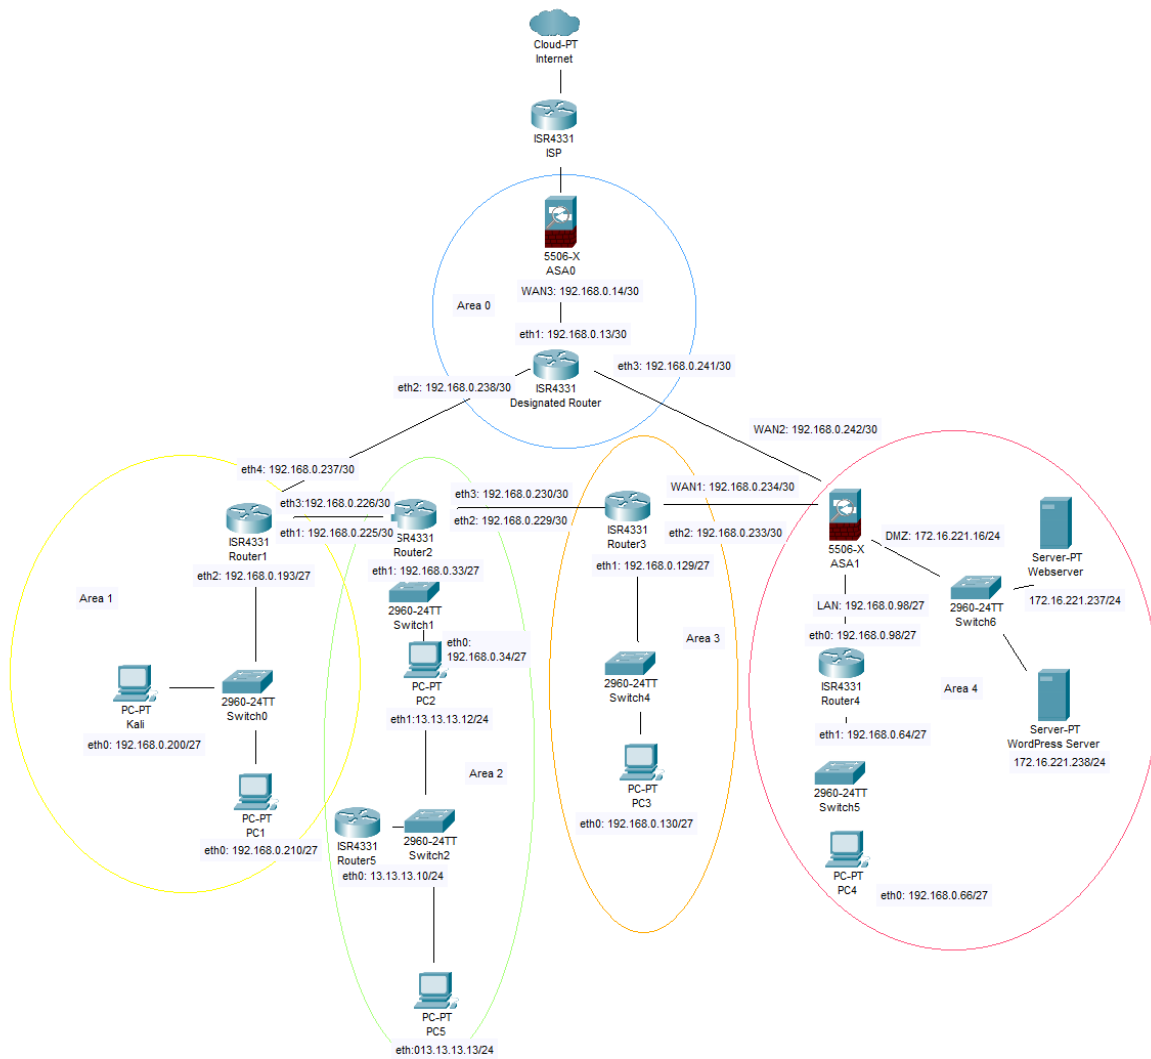 Cloud-PT
Internet
ISR4331
ISP
5506-X
ASA0
WAN3: 192.168.0.14/30
Area 0
eth1: 192.168.0.13/30
eth3: 192.168.0.241/30
ISR4331
Designated Router
eth2: 192.168.0.238/30
WAN2: 192.168.0.242/30
eth4: 192.168.0.237/30
eth3:192.168.0.226/30
eth1: 192.168.0.225/30
ISR4331
Router1
eth2: 192.168.0.193/27
Area 1
PC-PT
Kali
eth0: 192.168.0.200/27
2960-24TT
Switch0
PC-PT
PC1
eth0: 192.168.0.210/27
eth3: 192.168.0.230/30
eth2: 192.168.0.229/30
SR4331
Router2
eth1: 192.168.0.33/27
2960-24TT
Switch1
eth0:
192.168.0.34/27
PC-PT
PC2
eth1:13.13.13.12/24
Area 2
ISR4331
Router5
2960-24TT
Switch2
eth0: 13.13.13.10/24
PC-PT
PC5
eth:013.13.13.13/24
WAN1: 192.168.0.234/30
ISR4331
Router3
eth2: 192.168.0.233/30
eth1: 192.168.0.129/27
Area 3
2960-24TT
Switch4
PC-PT
PC3
eth0: 192.168.0.130/27
5506-X
ASA1
DMZ: 172.16.221.16/24
Server-PT
Webserver
172.16.221.237/24
2960-24TT
Switch6
LAN: 192.168.0.98/27
eth0: 192.168.0.98/27
ISR4331
Router4
Area 4
eth1: 192.168.0.64/27
Server-PT
WordPress Server
172.16.221.238/24
2960-24TT
Switch5
PC-PT
PC4
eth0: 192.168.0.66/27